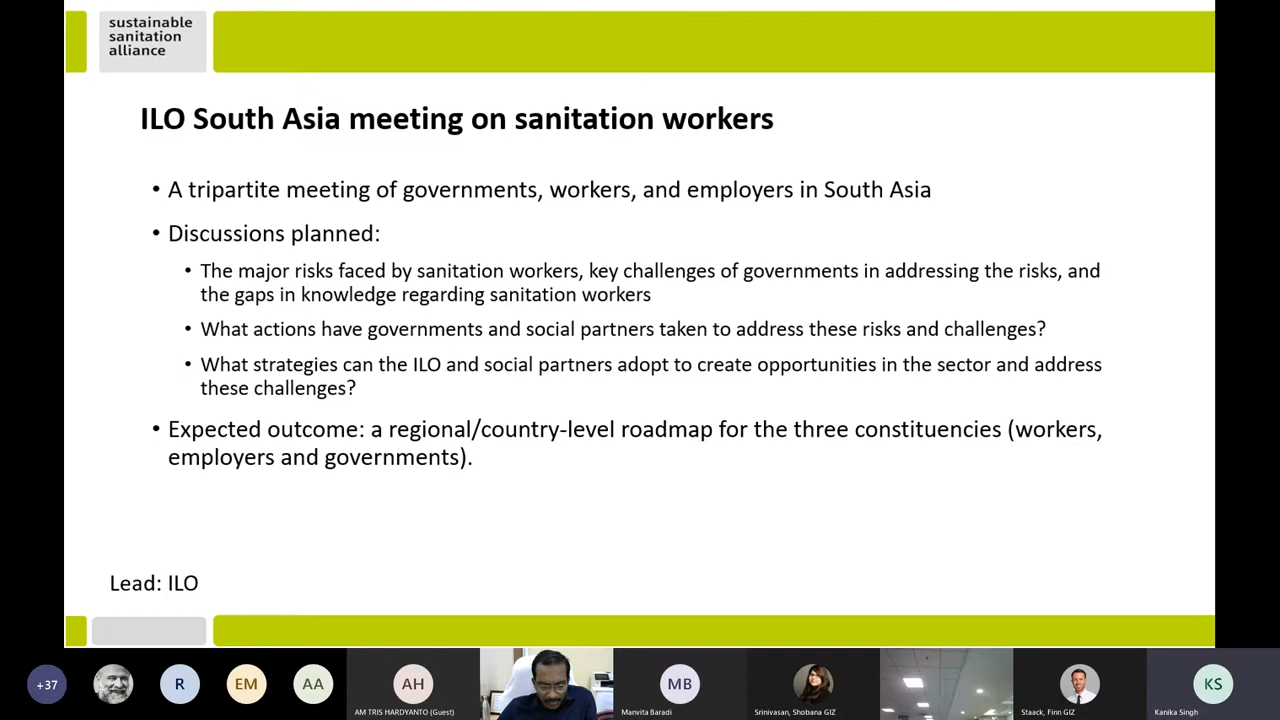 sustainable
sanitation
alliance
ILO South Asia meeting on sanitation workers
• A tripartite meeting of governments, workers, and employers in South Asia
• Discussions planned:
• The major risks faced by sanitation workers, key challenges of governments in addressing the risks, and
the gaps in knowledge regarding sanitation workers
• What actions have governments and social partners taken to address these risks and challenges?
• What strategies can the ILO and social partners adopt to create opportunities in the sector and address
these challenges?
• Expected outcome: a regional/country-level roadmap for the three constituencies (workers,
employers and governments).
Lead: ILO
+37
R
EM
AA
AH
AM TRIS HARDYANTO (Guest)
MB
Manvita Baradi
Srinivasan, Shobana GIZ
Staack, Finn GIZ
KS
Kanika Singh